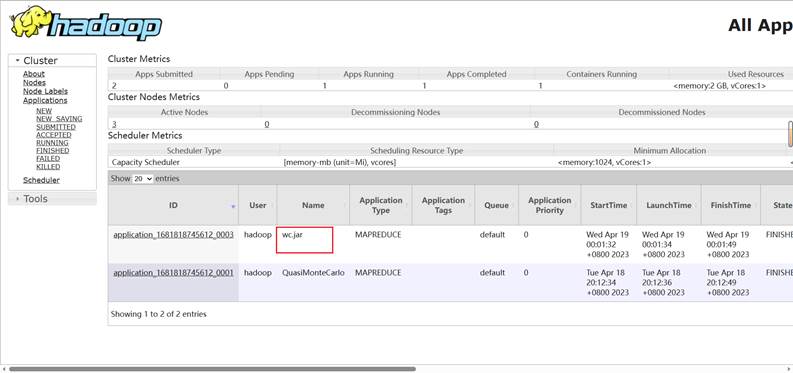 hadoop
All App
Cluster
About
Nodes
Node Labels
Applications
NEW
NEW_SAVING
SUBMITTED
ACCEPTED
RUNNING
FINISHED
FAILED
KILLED
Scheduler
Tools
Cluster Metrics
Apps Submitted Apps Pending Apps Running Apps Completed Containers Running Used Resources
2 0 1 1 1 <memory:2 GB, vCores:1>
Cluster Nodes Metrics
Active Nodes Decommissioning Nodes Decommissioned Nodes
3 0 0
Scheduler Metrics
Scheduler Type Scheduling Resource Type Minimum Allocation
Capacity Scheduler [memory-mb (unit=Mi), vcores] <memory:1024, vCores:1>
Show 20 entries
ID User Name Application Type Application Tags Queue Application Priority StartTime LaunchTime FinishTime State
application_1681818745612_0003 hadoop wc.jar MAPREDUCE default 0 Wed Apr 19 Wed Apr 19 Wed Apr 19 FINISHE
00:01:32 00:01:34 00:01:49
+0800 2023 +0800 2023 +0800 2023
application_1681818745612_0001 hadoop QuasiMonteCarlo MAPREDUCE default 0 Tue Apr 18 Tue Apr 18 Tue Apr 18 FINISHE
20:12:34 20:12:36 20:12:49
+0800 2023 +0800 2023 +0800 2023
Showing 1 to 2 of 2 entries